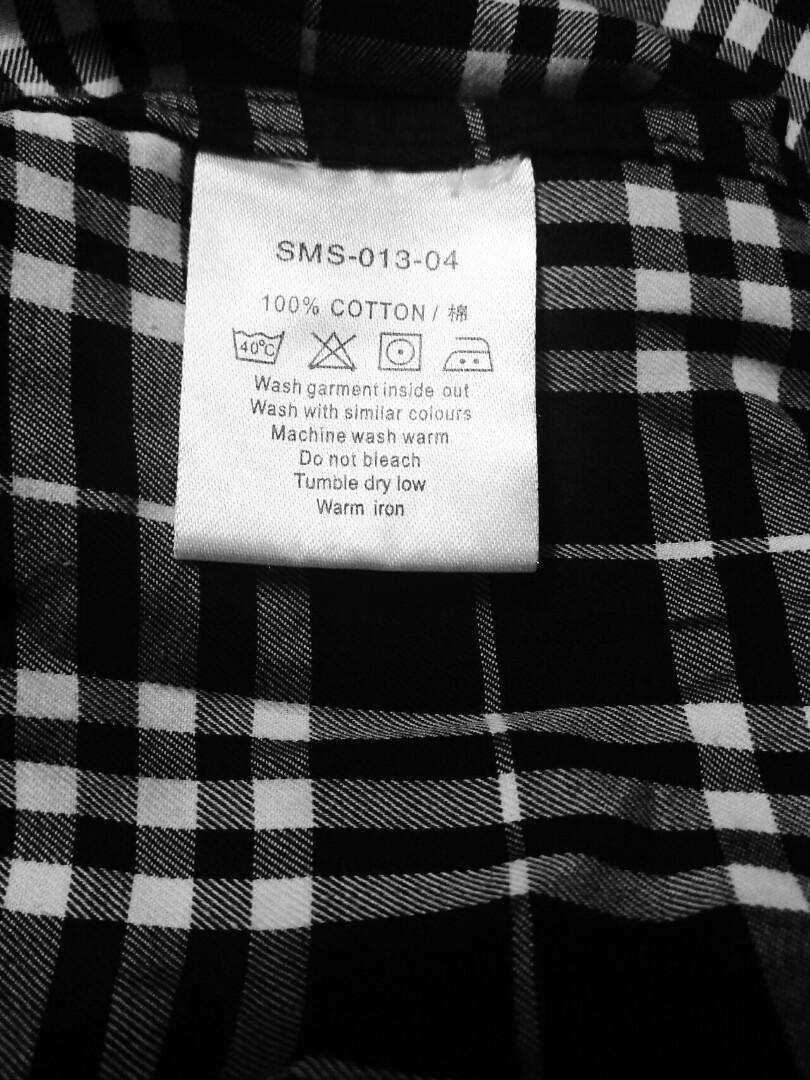 SMS-013-04
100% COTTON / 棉
40°C
Wash garment inside out
Wash with similar colours
Machine wash warm
Do not bleach
Tumble dry low
Warm iron